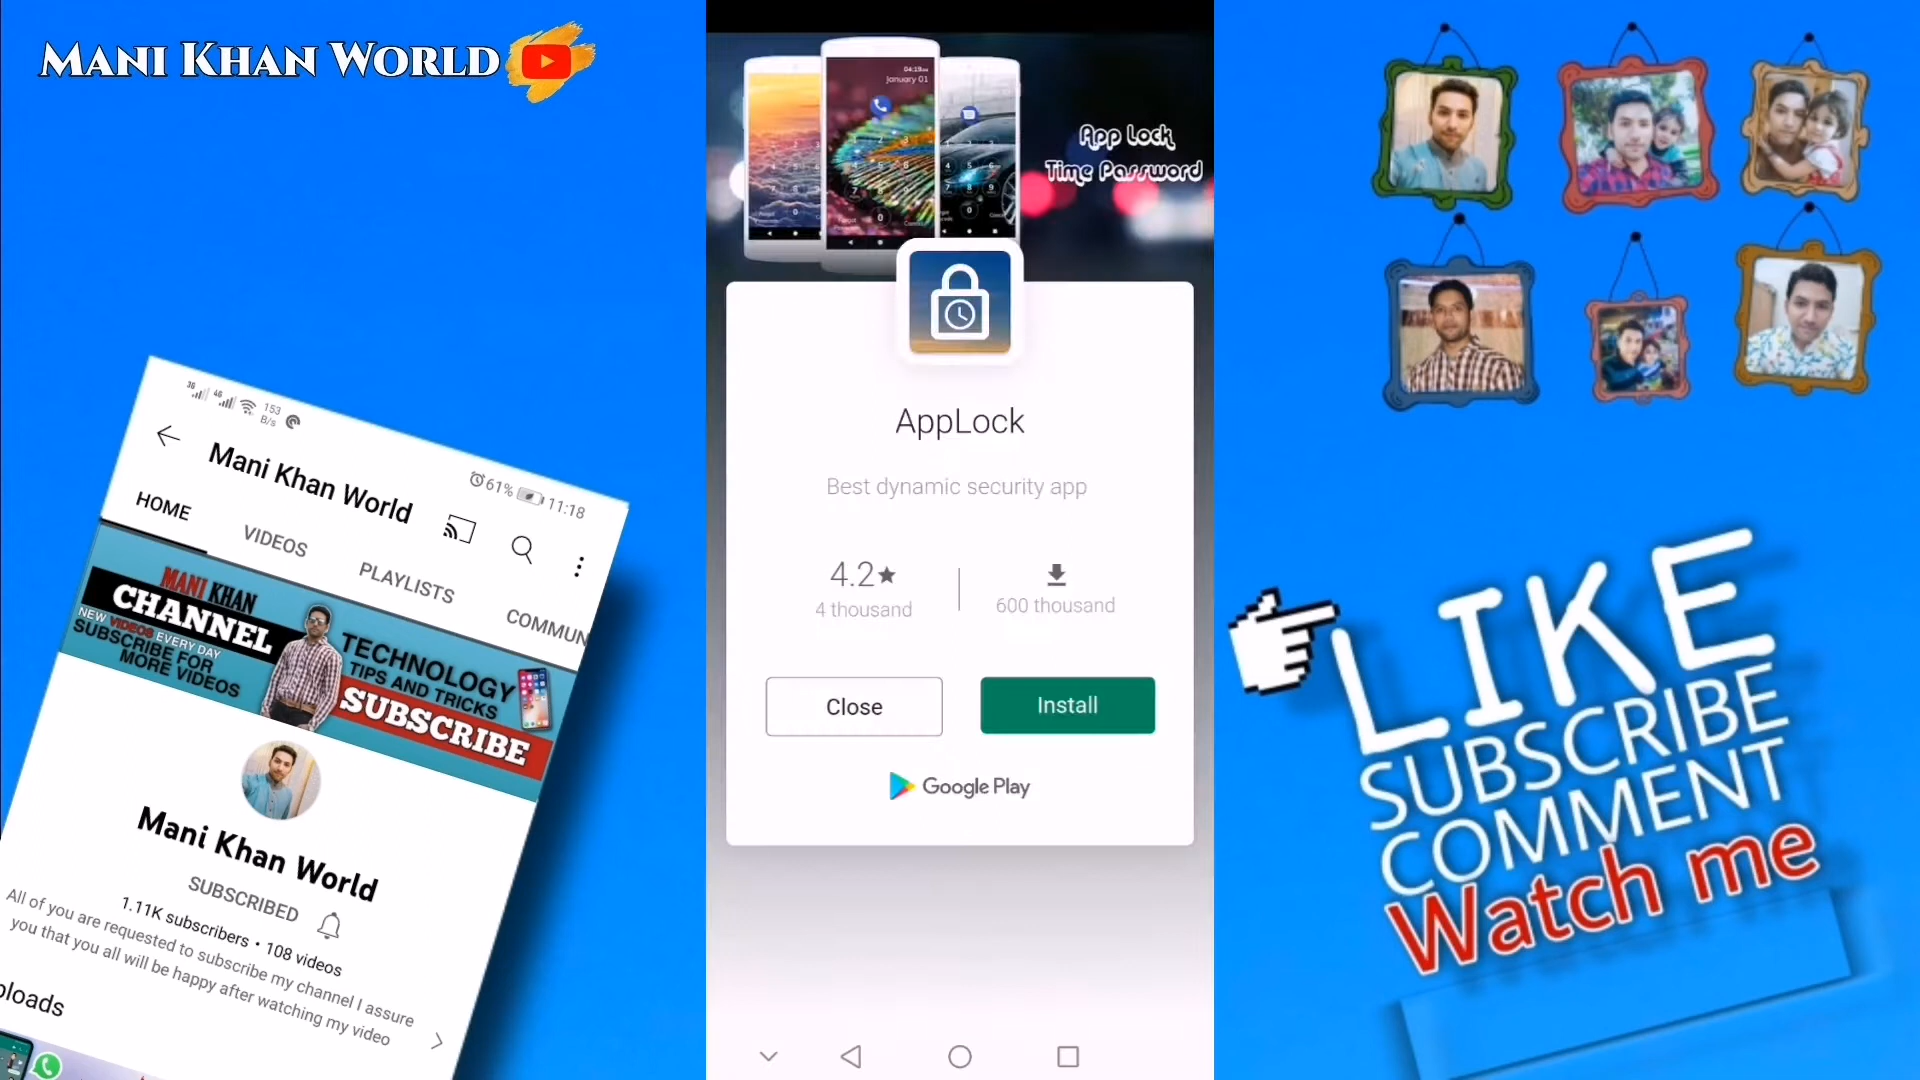 MANI KHAN WORLD
3G 4G 153 B/s
61% 11:18
Mani Khan World
HOME VIDEOS PLAYLISTS COMMUN
MANI KHAN
CHANNEL
NEW VIDEOS EVERY DAY
SUBSCRIBE FOR
MORE VIDEOS
TECHNOLOGY
TIPS AND TRICKS
SUBSCRIBE
Mani Khan World
SUBSCRIBED
1.11K subscribers • 108 videos
All of you are requested to subscribe my channel I assure
you that you all will be happy after watching my video
ploads
January 01
App Lock
Time Password
AppLock
Best dynamic security app
4.2★
4 thousand
600 thousand
Close
Install
Google Play
LIKE
SUBSCRIBE
COMMENT
Watch me